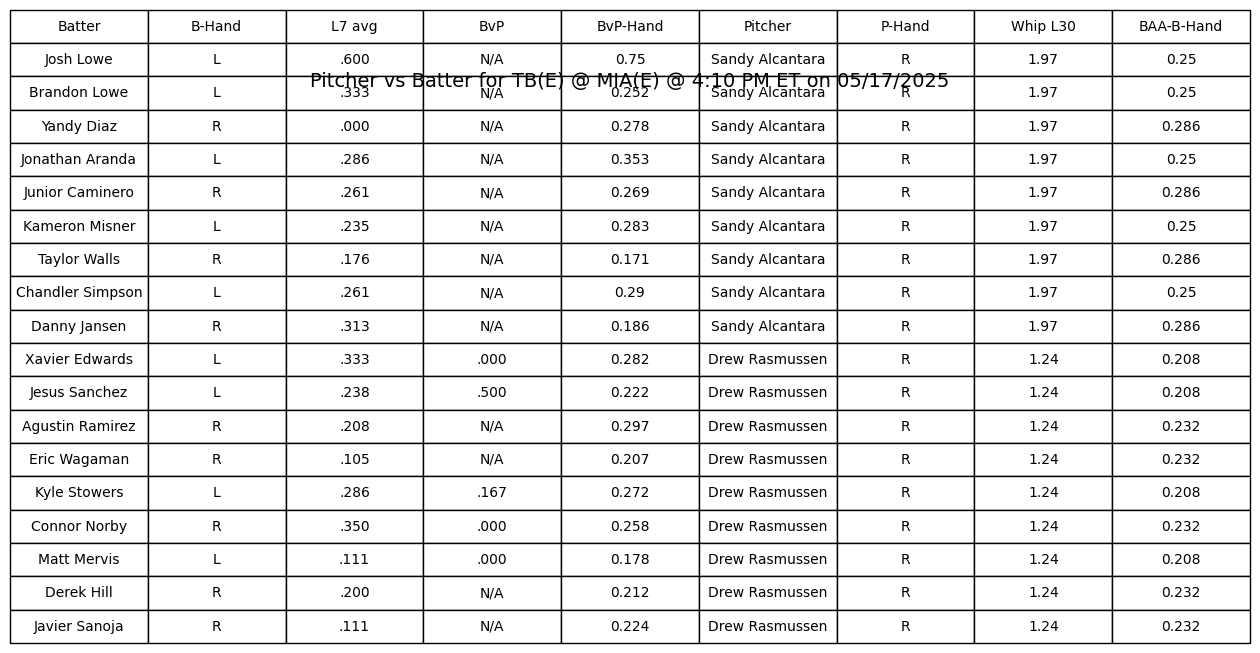 Batter B-Hand L7 avg BvP BvP-Hand Pitcher P-Hand Whip L30 BAA-B-Hand
Josh Lowe L .600 N/A 0.75 Sandy Alcantara R 1.97 0.25
Pitcher vs Batter for TB(E) @ MIA(E) @ 4:10 PM ET on 05/17/2025
Brandon Lowe L .333 N/A 0.252 Sandy Alcantara R 1.97 0.25
Yandy Diaz R .000 N/A 0.278 Sandy Alcantara R 1.97 0.286
Jonathan Aranda L .286 N/A 0.353 Sandy Alcantara R 1.97 0.25
Junior Caminero R .261 N/A 0.269 Sandy Alcantara R 1.97 0.286
Kameron Misner L .235 N/A 0.283 Sandy Alcantara R 1.97 0.25
Taylor Walls R .176 N/A 0.171 Sandy Alcantara R 1.97 0.286
Chandler Simpson L .261 N/A 0.29 Sandy Alcantara R 1.97 0.25
Danny Jansen R .313 N/A 0.186 Sandy Alcantara R 1.97 0.286
Xavier Edwards L .333 .000 0.282 Drew Rasmussen R 1.24 0.208
Jesus Sanchez L .238 .500 0.222 Drew Rasmussen R 1.24 0.208
Agustin Ramirez R .208 N/A 0.297 Drew Rasmussen R 1.24 0.232
Eric Wagaman R .105 N/A 0.207 Drew Rasmussen R 1.24 0.232
Kyle Stowers L .286 .167 0.272 Drew Rasmussen R 1.24 0.208
Connor Norby R .350 .000 0.258 Drew Rasmussen R 1.24 0.232
Matt Mervis L .111 .000 0.178 Drew Rasmussen R 1.24 0.208
Derek Hill R .200 N/A 0.212 Drew Rasmussen R 1.24 0.232
Javier Sanoja R .111 N/A 0.224 Drew Rasmussen R 1.24 0.232